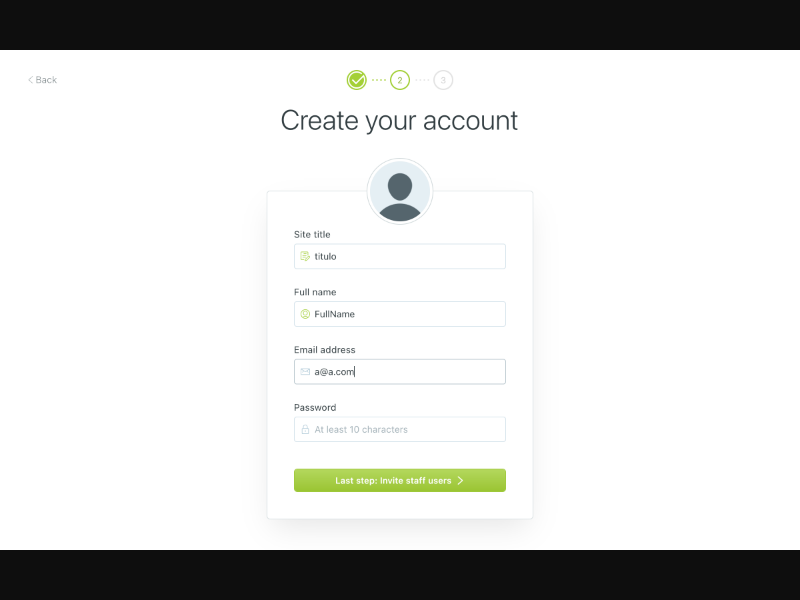 Back
2
3
Create your account
Site title
titulo
Full name
FullName
Email address
a@a.com
Password
At least 10 characters
Last step: Invite staff users